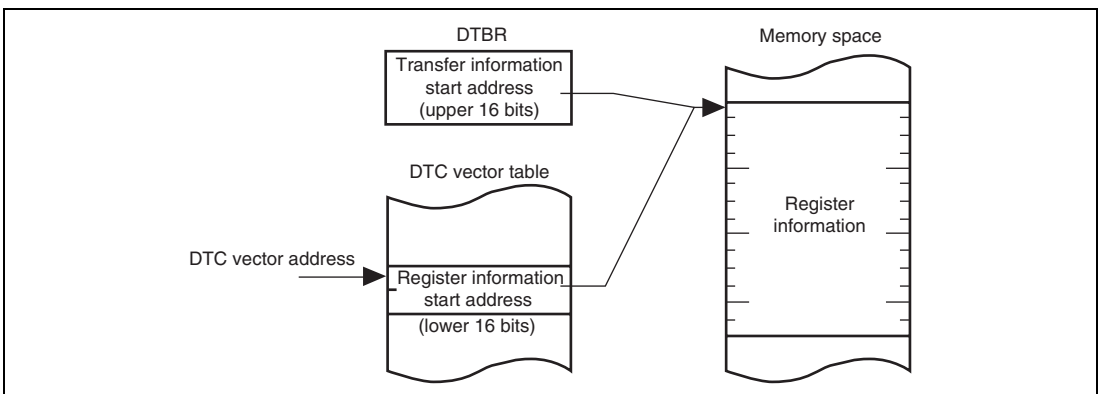 DTBR
Transfer information
start address
(upper 16 bits)
Memory space
DTC vector table
DTC vector address
Register information
start address
(lower 16 bits)
Register
information